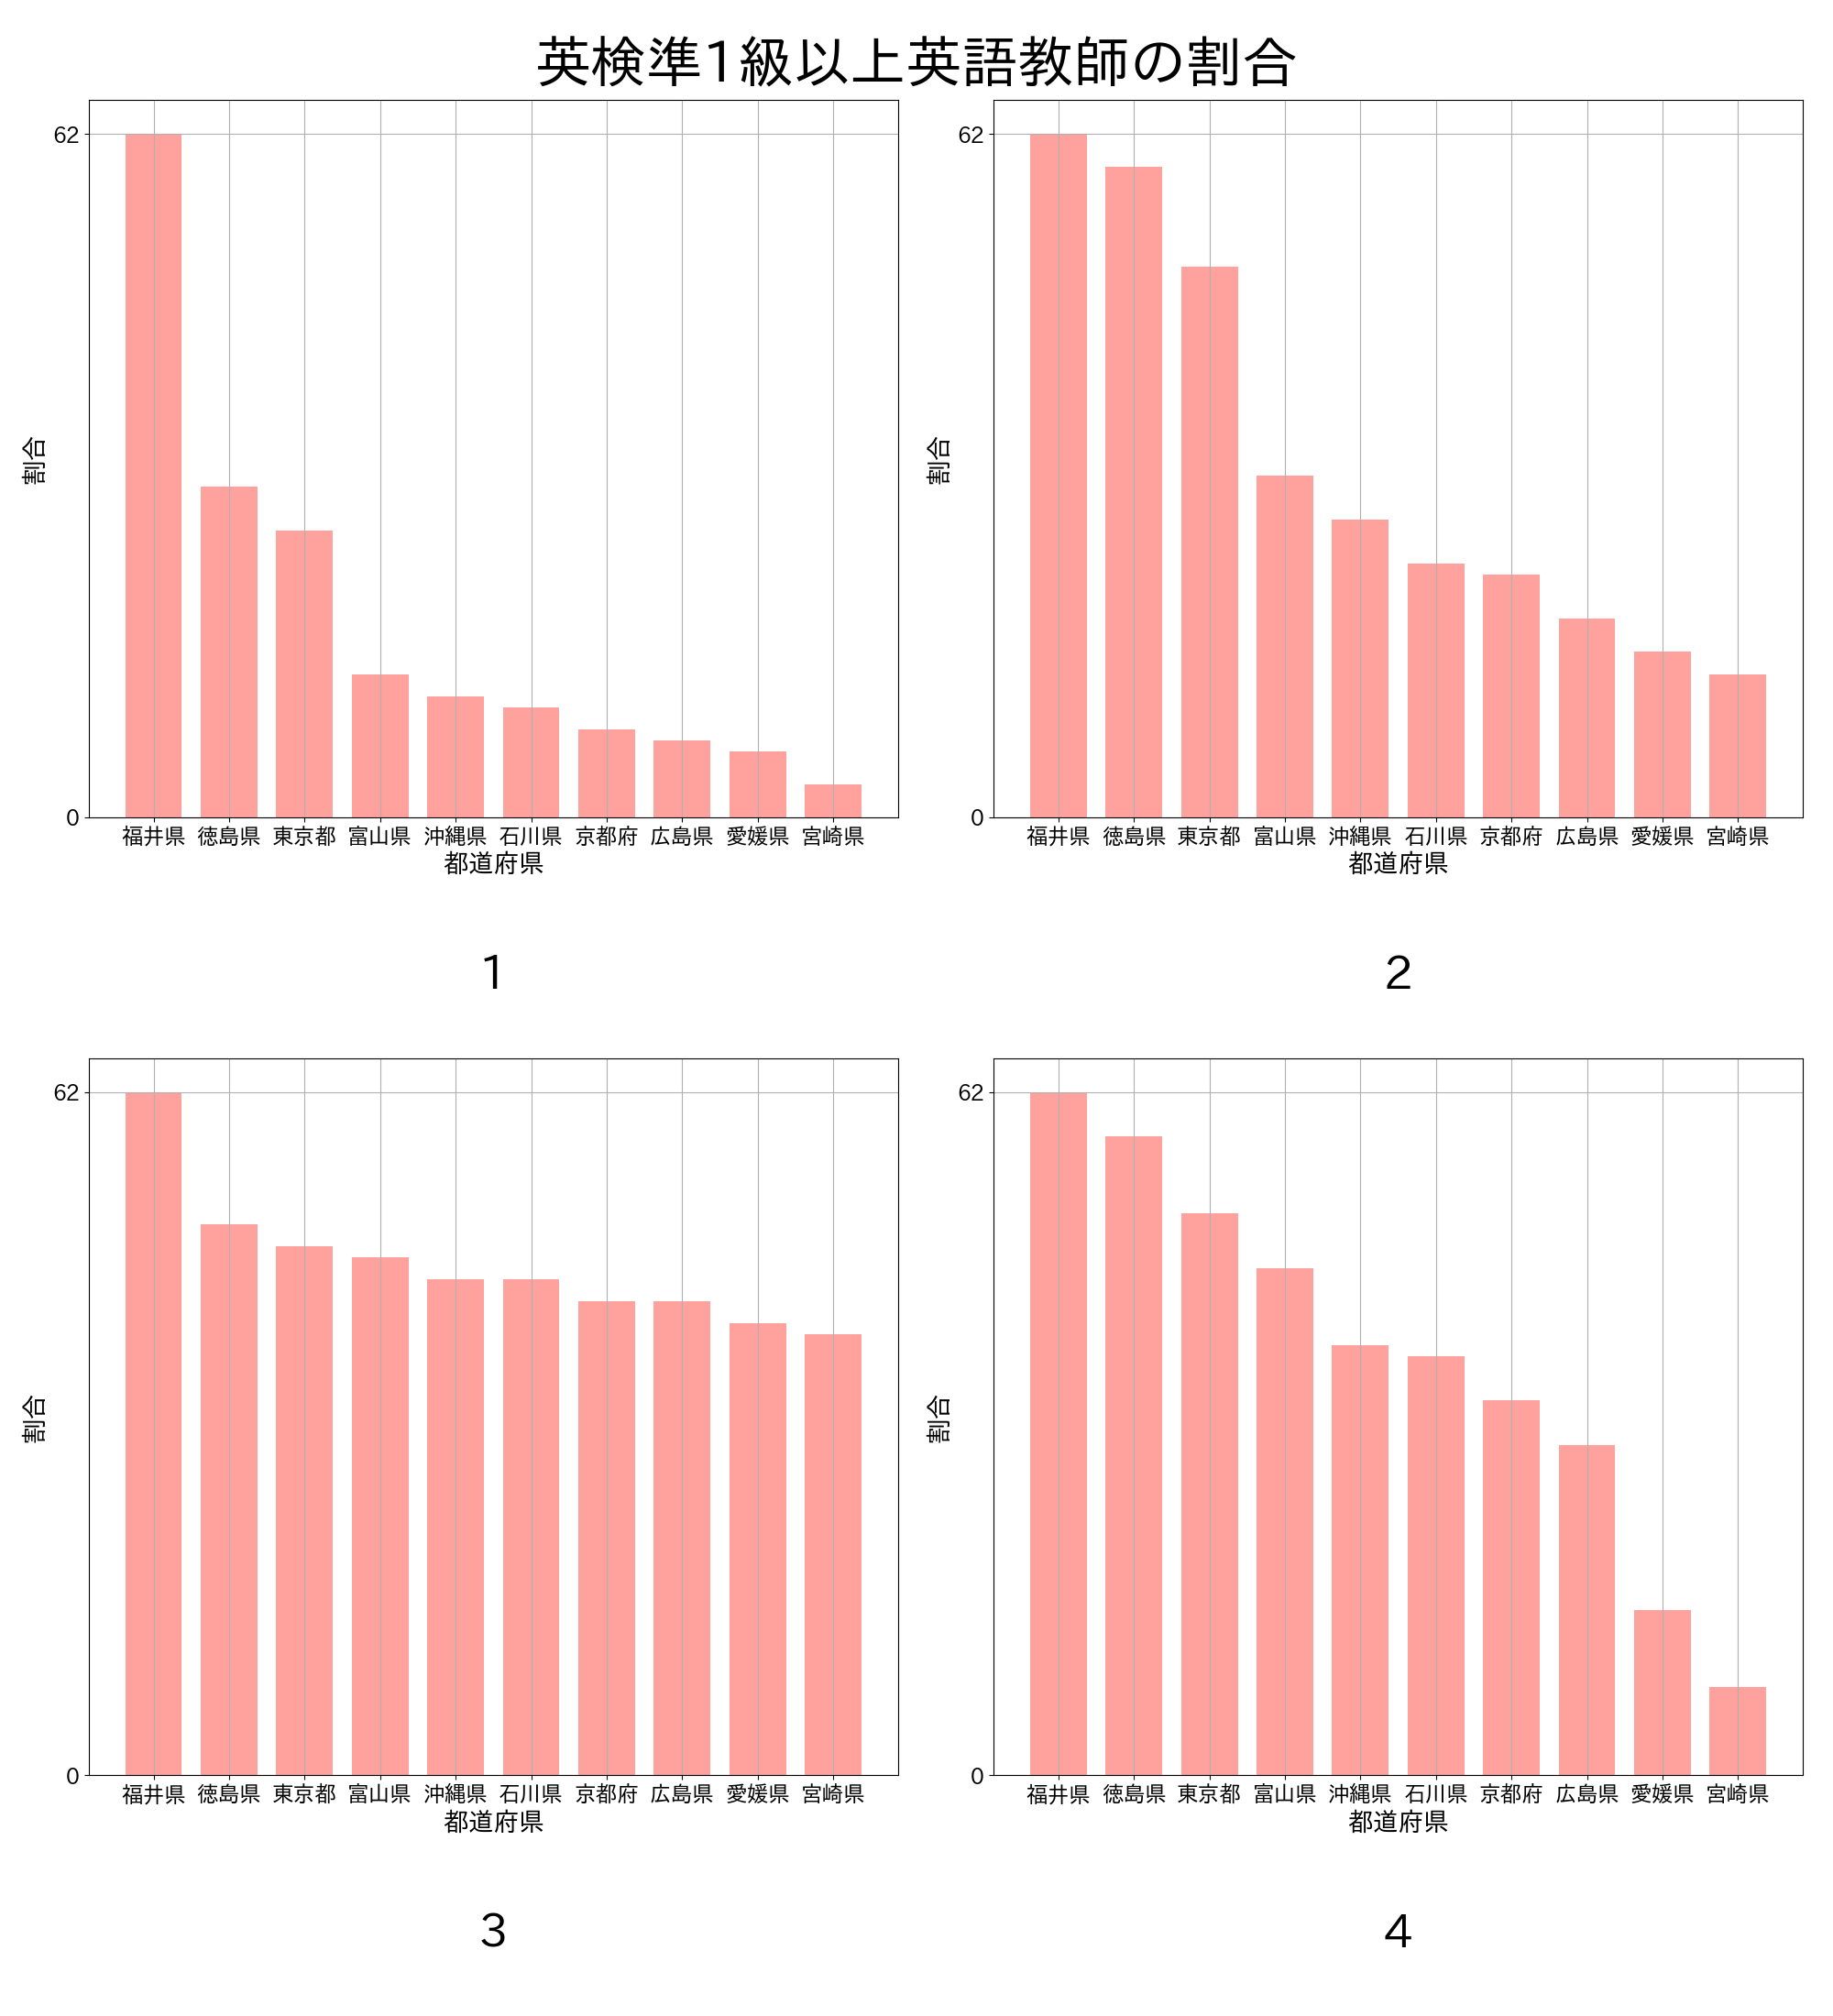 英検準1級以上英語教師の割合
62
0
割合
福井県 徳島県 東京都 富山県 沖縄県 石川県 京都府 広島県 愛媛県 宮崎県
都道府県
1
62
0
割合
福井県 徳島県 東京都 富山県 沖縄県 石川県 京都府 広島県 愛媛県 宮崎県
都道府県
2
62
0
割合
福井県 徳島県 東京都 富山県 沖縄県 石川県 京都府 広島県 愛媛県 宮崎県
都道府県
3
62
0
割合
福井県 徳島県 東京都 富山県 沖縄県 石川県 京都府 広島県 愛媛県 宮崎県
都道府県
4